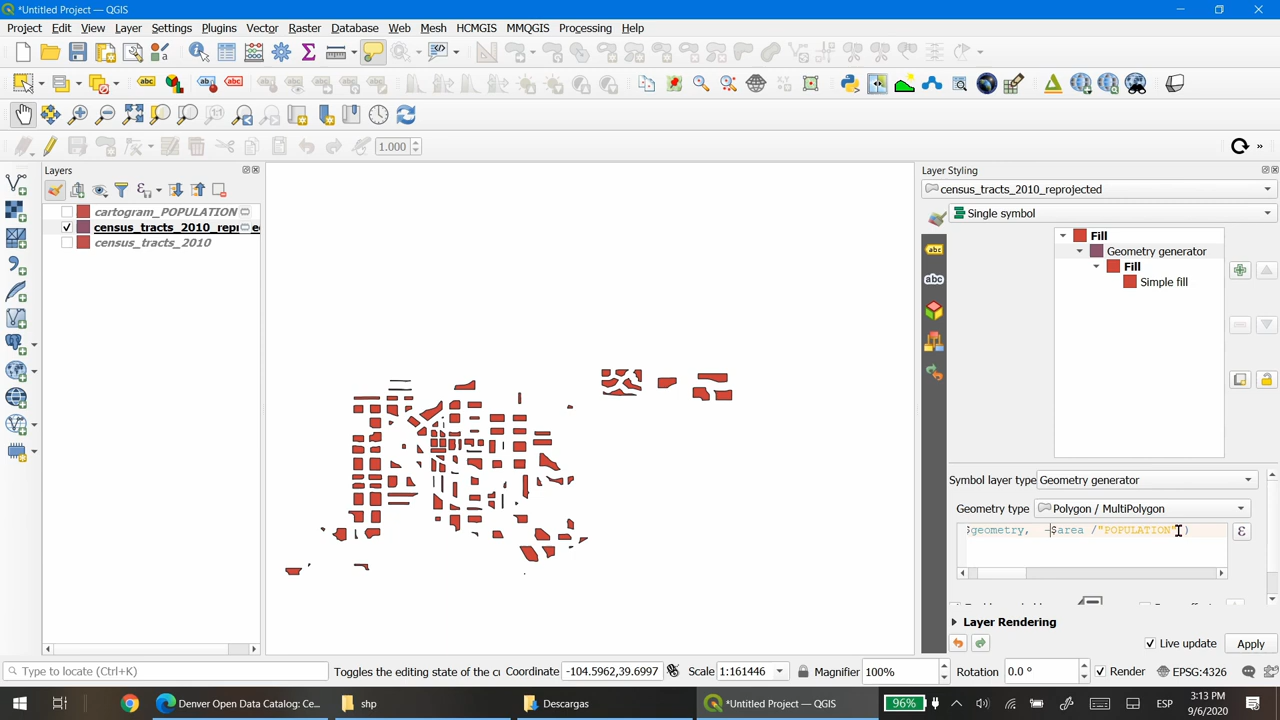 *Untitled Project — QGIS
Project Edit View Layer Settings Plugins Vector Raster Database Web Mesh HCMGIS MMQGIS Processing Help
1.000
Layers
cartogram_POPULATION
census_tracts_2010_repr
census_tracts_2010
Layer Styling
census_tracts_2010_reprojected
Single symbol
Fill
Geometry generator
Fill
Simple fill
Symbol layer type Geometry generator
Geometry type Polygon / MultiPolygon
$geometry, -$area /"POPULATION")
Layer Rendering
Live update Apply
Type to locate (Ctrl+K) Toggles the editing state of the cu Coordinate -104.5962,39.6997 Scale 1:161446 Magnifier 100% Rotation 0.0 ° Render EPSG:4326
Denver Open Data Catalog: Ce... shp Descargas *Untitled Project — QGIS 96% ESP 3:13 PM
9/6/2020